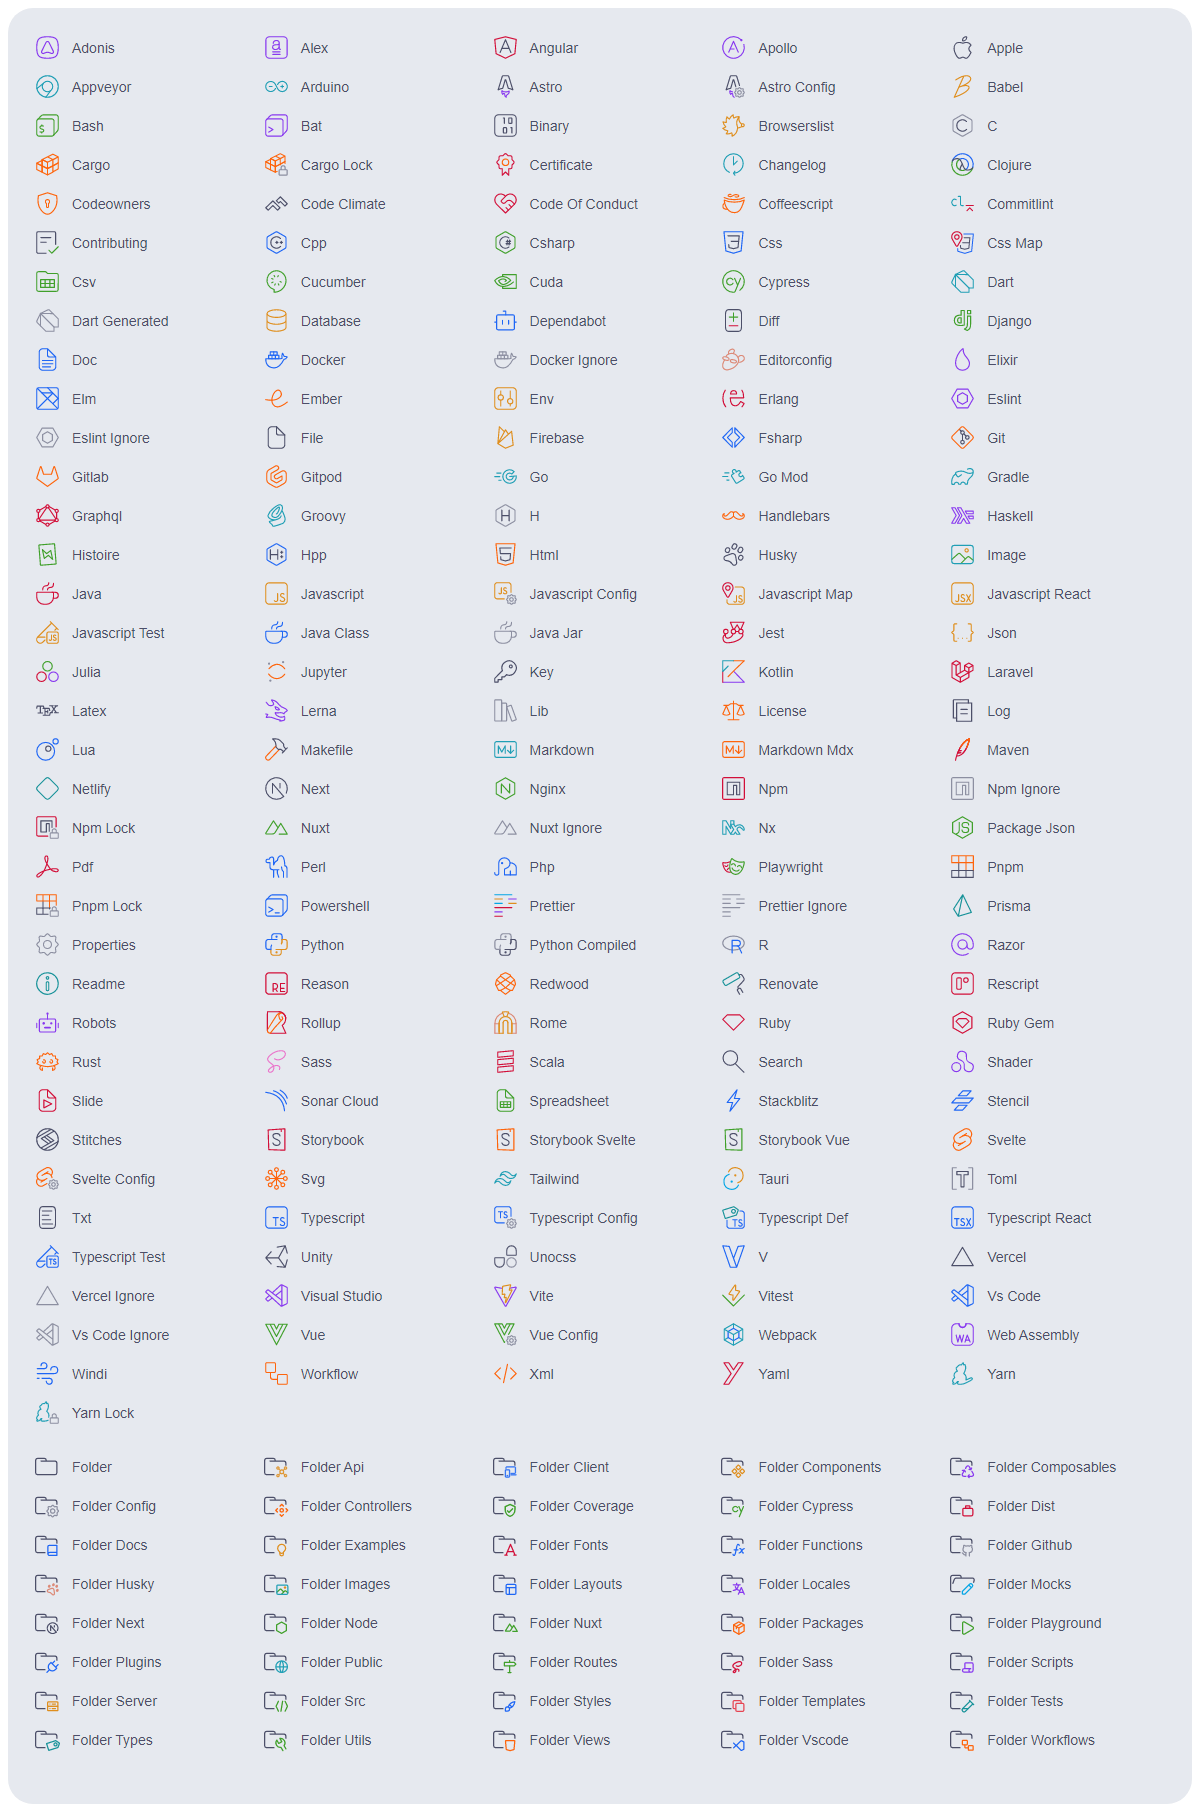 Adonis Alex Angular Apollo Apple
Appveyor Arduino Astro Astro Config Babel
Bash Bat Binary Browserslist C
Cargo Cargo Lock Certificate Changelog Clojure
Codeowners Code Climate Code Of Conduct Coffeescript Commitlint
Contributing Cpp Csharp Css Css Map
Csv Cucumber Cuda Cypress Dart
Dart Generated Database Dependabot Diff Django
Doc Docker Docker Ignore Editorconfig Elixir
Elm Ember Env Erlang Eslint
Eslint Ignore File Firebase Fsharp Git
Gitlab Gitpod Go Go Mod Gradle
Graphql Groovy H Handlebars Haskell
Histoire Hpp Html Husky Image
Java Javascript Javascript Config Javascript Map Javascript React
Javascript Test Java Class Java Jar Jest Json
Julia Jupyter Key Kotlin Laravel
Latex Lerna Lib License Log
Lua Makefile Markdown Markdown Mdx Maven
Netlify Next Nginx Npm Npm Ignore
Npm Lock Nuxt Nuxt Ignore Nx Package Json
Pdf Perl Php Playwright Pnpm
Pnpm Lock Powershell Prettier Prettier Ignore Prisma
Properties Python Python Compiled R Razor
Readme Reason Redwood Renovate Rescript
Robots Rollup Rome Ruby Ruby Gem
Rust Sass Scala Search Shader
Slide Sonar Cloud Spreadsheet Stackblitz Stencil
Stitches Storybook Storybook Svelte Storybook Vue Svelte
Svelte Config Svg Tailwind Tauri Toml
Txt Typescript Typescript Config Typescript Def Typescript React
Typescript Test Unity Unocss V Vercel
Vercel Ignore Visual Studio Vite Vitest Vs Code
Vs Code Ignore Vue Vue Config Webpack Web Assembly
Windi Workflow Xml Yaml Yarn
Yarn Lock
Folder Folder Api Folder Client Folder Components Folder Composables
Folder Config Folder Controllers Folder Coverage Folder Cypress Folder Dist
Folder Docs Folder Examples Folder Fonts Folder Functions Folder Github
Folder Husky Folder Images Folder Layouts Folder Locales Folder Mocks
Folder Next Folder Node Folder Nuxt Folder Packages Folder Playground
Folder Plugins Folder Public Folder Routes Folder Sass Folder Scripts
Folder Server Folder Src Folder Styles Folder Templates Folder Tests
Folder Types Folder Utils Folder Views Folder Vscode Folder Workflows